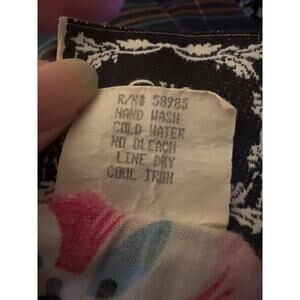 R/N# 58985
HAND WASH
COLD WATER
NO BLEACH
LINE DRY
COOL IRON